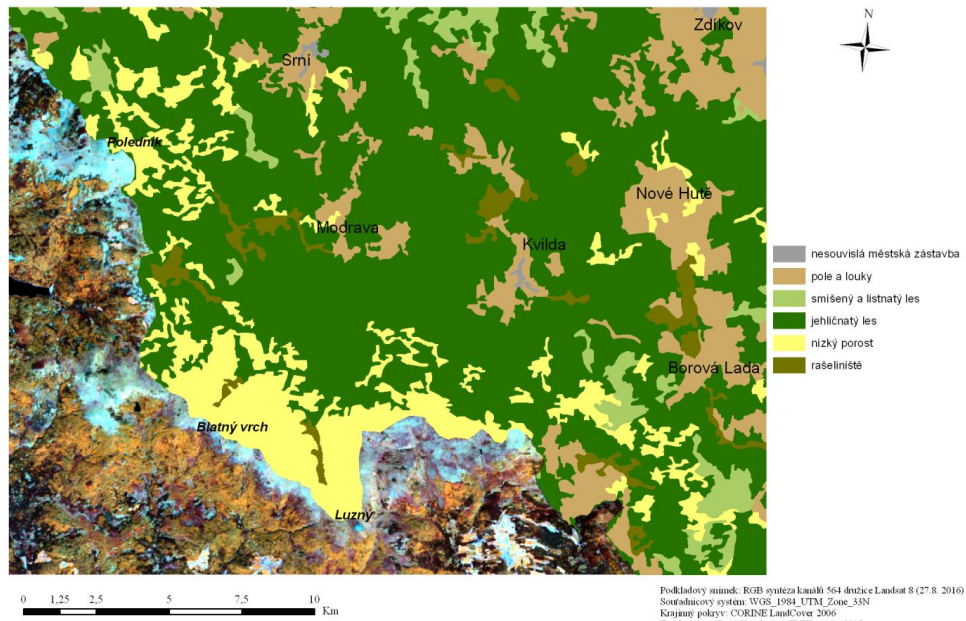 Zdíkov
N
Srní
Poledník
Nové Hutě
Modrava
Kvilda
nesouvislá městská zástavba
pole a louky
smíšený a listnatý les
jehličnatý les
nízký porost
rašeliniště
Borová Lada
Blatný vrch
Luzný
0 1,25 2,5 5 7,5 10
Km
Podkladový snímek: RGB syntéza kanálů 564 družice Landsat 8 (27.8. 2016)
Souřadnicový systém: WGS_1984_UTM_Zone_33N
Krajinný pokryv: CORINE LandCover 2006